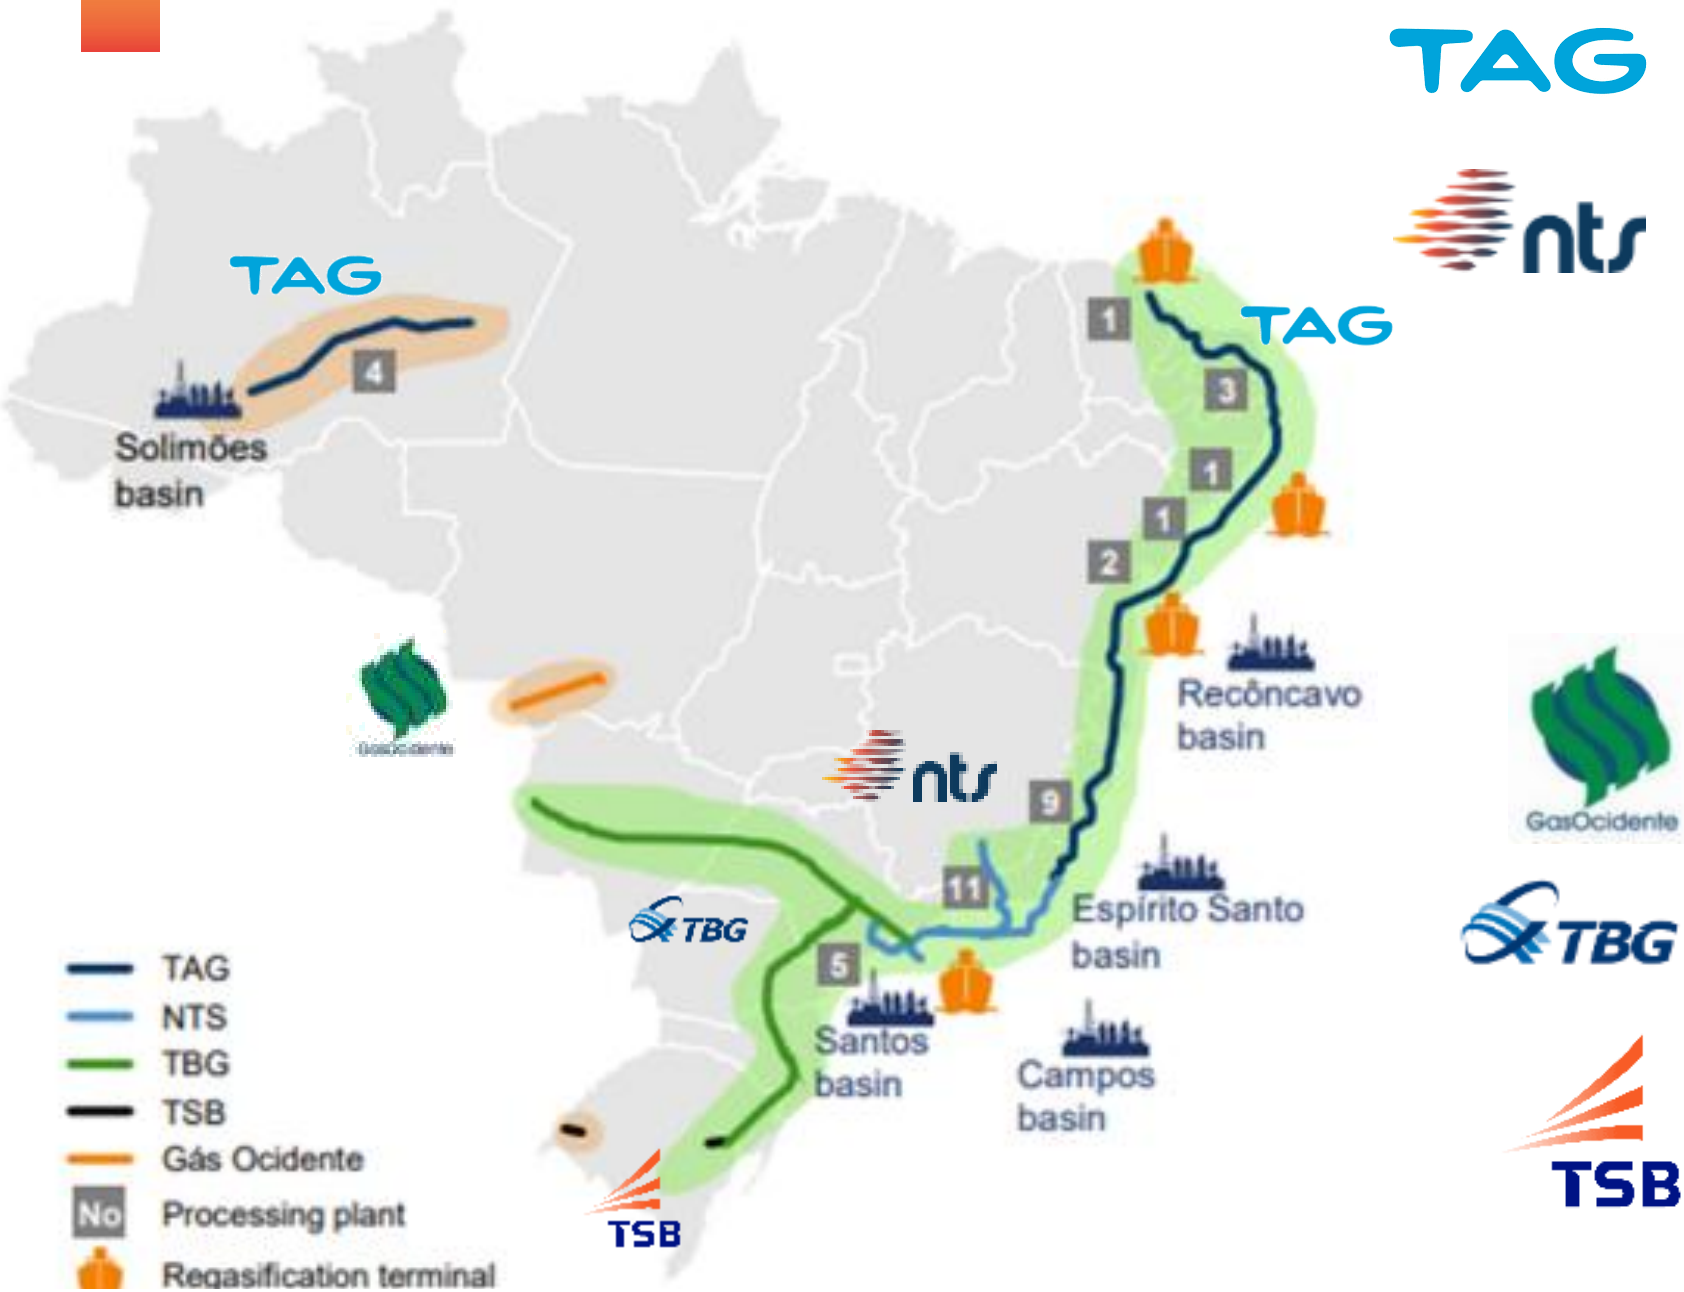 TAG
nts
TAG
1
TAG
4
3
Solimões
basin
1
1
2
Recôncavo
basin
GasOcidente
nts
9
GasOcidente
11
Espírito Santo
basin
TBG
TBG
5
Santos
basin
Campos
basin
TAG
NTS
TBG
TSB
Gás Ocidente
No Processing plant
Regasification terminal
TSB
TSB